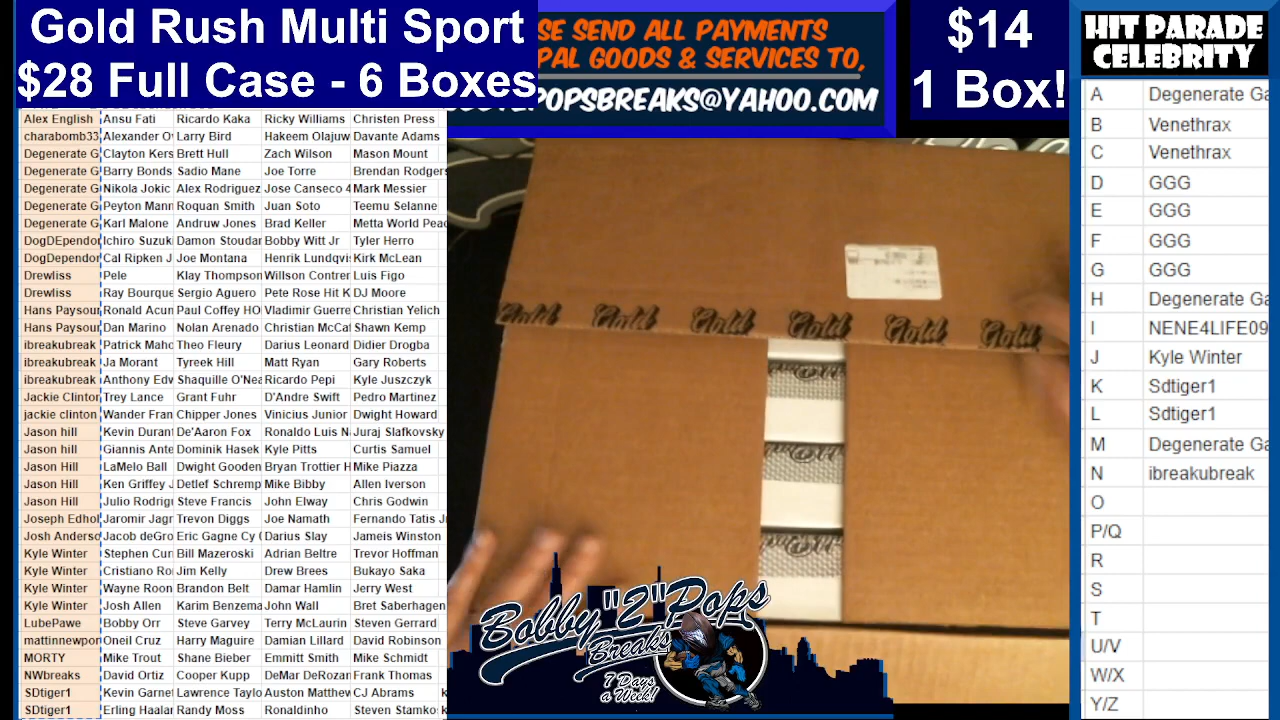 Gold Rush Multi Sport
$28 Full Case - 6 Boxes
SE SEND ALL PAYMENTS
PAL GOODS & SERVICES TO,
POPSBREAKS@YAHOO.COM
$14
1 Box!
HIT PARADE
CELEBRITY
Alex English Ansu Fati Ricardo Kaka Ricky Williams Christen Press
charabomb33 Alexander O Larry Bird Hakeem Olajuw Davante Adams
Degenerate G Clayton Kers Brett Hull Zach Wilson Mason Mount
Degenerate G Barry Bonds Sadio Mane Joe Torre Brendan Rodgers
Degenerate G Nikola Jokic Alex Rodriguez Jose Canseco 4 Mark Messier
Degenerate G Peyton Mann Roquan Smith Juan Soto Teemu Selanne
Degenerate G Karl Malone Andruw Jones Brad Keller Metta World Peac
DogDEpendor Ichiro Suzuk Damon Stoudar Bobby Witt Jr Tyler Herro
DogDependor Cal Ripken J Joe Montana Henrik Lundqvi Kirk McLean
Drewliss Pele Klay Thompson Willson Contrer Luis Figo
Drewliss Ray Bourque Sergio Aguero Pete Rose Hit K DJ Moore
Hans Paysour Ronald Acun Paul Coffey HO Vladimir Guerre Christian Yelich
Hans Paysour Dan Marino Nolan Arenado Christian McCaf Shawn Kemp
ibreakubreak Patrick Maho Theo Fleury Darius Leonard Didier Drogba
ibreakubreak Ja Morant Tyreek Hill Matt Ryan Gary Roberts
ibreakubreak Anthony Edw Shaquille O'Nea Ricardo Pepi Kyle Juszczyk
Jackie Clinton Trey Lance Grant Fuhr D'Andre Swift Pedro Martinez
jackie clinton Wander Fran Chipper Jones Vinicius Junior Dwight Howard
Jason hill Kevin Durant De'Aaron Fox Ronaldo Luis N Juraj Slafkovsky
Jason hill Giannis Ante Dominik Hasek Kyle Pitts Curtis Samuel
Jason Hill LaMelo Ball Dwight Gooden Bryan Trottier H Mike Piazza
Jason Hill Ken Griffey J Detlef Schremp Mike Bibby Allen Iverson
Jason Hill Julio Rodrigu Steve Francis John Elway Chris Godwin
Joseph Edhol Jaromir Jagr Trevon Diggs Joe Namath Fernando Tatis Jr
Josh Anderso Jacob deGro Eric Gagne Cy ( Darius Slay Jameis Winston
Kyle Winter Stephen Curr Bill Mazeroski Adrian Beltre Trevor Hoffman
Kyle Winter Cristiano Ro Jim Kelly Drew Brees Bukayo Saka
Kyle Winter Wayne Roon Brandon Belt Damar Hamlin Jerry West
Kyle Winter Josh Allen Karim Benzema John Wall Bret Saberhagen
LubePawe Bobby Orr Steve Garvey Terry McLaurin Steven Gerrard
mattinnewpor Oneil Cruz Harry Maguire Damian Lillard David Robinson
MORTY Mike Trout Shane Bieber Emmitt Smith Mike Schmidt
NWbreaks David Ortiz Cooper Kupp DeMar DeRozan Frank Thomas
SDtiger1 Kevin Garnet Lawrence Taylo Auston Matthew CJ Abrams
SDtiger1 Erling Haalan Randy Moss Ronaldinho Steven Stamkos
Gold Gold Gold Gold Gold Gold
Bobby "2" Pops
Breaks
7 Days
a Week!
A Degenerate Ga
B Venethrax
C Venethrax
D GGG
E GGG
F GGG
G GGG
H Degenerate Ga
I NENE4LIFE09
J Kyle Winter
K Sdtiger1
L Sdtiger1
M Degenerate Ga
N ibreakubreak
O
P/Q
R
S
T
U/V
W/X
Y/Z